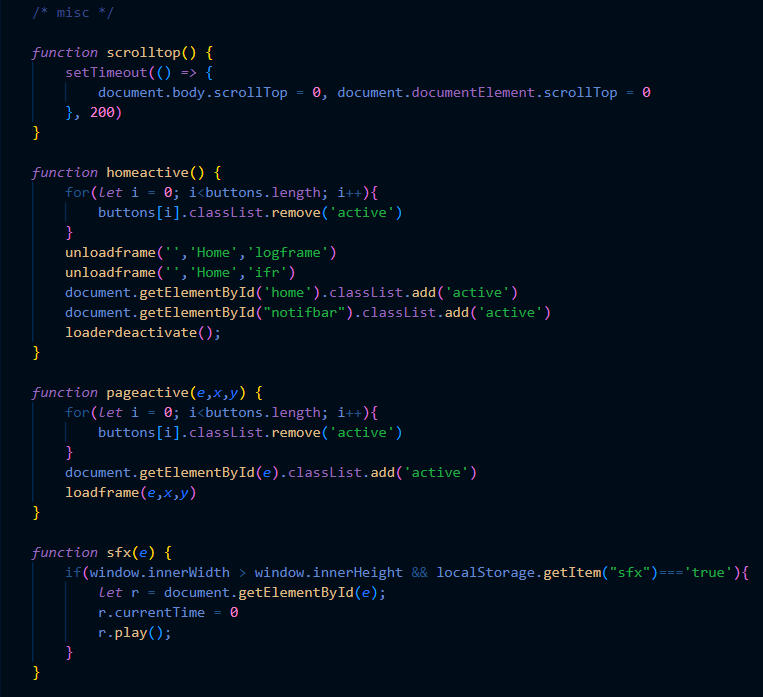 /* misc */
function scrolltop() {
setTimeout(() => {
document.body.scrollTop = 0, document.documentElement.scrollTop = 0
}, 200)
}
function homeactive() {
for(let i = 0; i<buttons.length; i++){
buttons[i].classList.remove('active')
}
unloadframe('','Home','logframe')
unloadframe('','Home','ifr')
document.getElementById('home').classList.add('active')
document.getElementById("notifbar").classList.add('active')
loaderdeactivate();
}
function pageactive(e,x,y) {
for(let i = 0; i<buttons.length; i++){
buttons[i].classList.remove('active')
}
document.getElementById(e).classList.add('active')
loadframe(e,x,y)
}
function sfx(e) {
if(window.innerWidth > window.innerHeight && localStorage.getItem("sfx")==='true'){
let r = document.getElementById(e);
r.currentTime = 0
r.play();
}
}